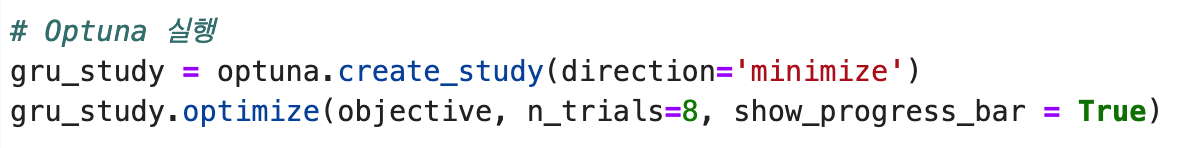 # Optuna 실행
gru_study = optuna.create_study(direction='minimize')
gru_study.optimize(objective, n_trials=8, show_progress_bar = True)